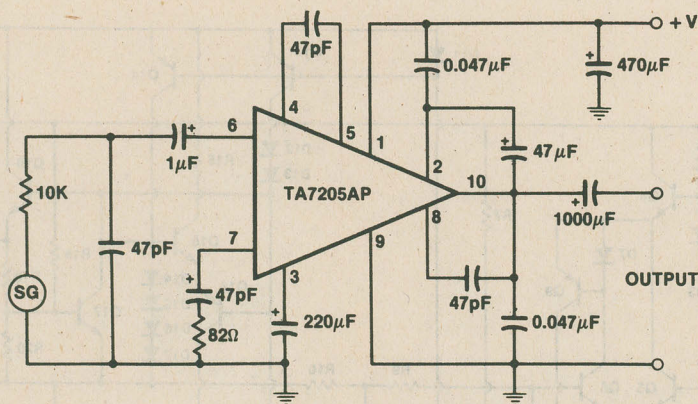 +V
47pF
0.047µF
470µF
4
5
1
6
1µF
2
47µF
TA7205AP
10
10K
1000µF
47pF
7
8
9
SG
47pF
3
47pF
OUTPUT
82Ω
220µF
0.047µF